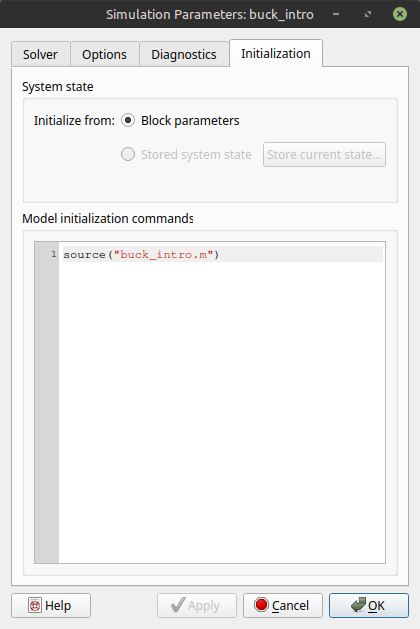 Simulation Parameters: buck_intro
Solver Options Diagnostics Initialization
System state
Initialize from: Block parameters
Stored system state Store current state...
Model initialization commands
1 source("buck_intro.m")
Help Apply Cancel OK